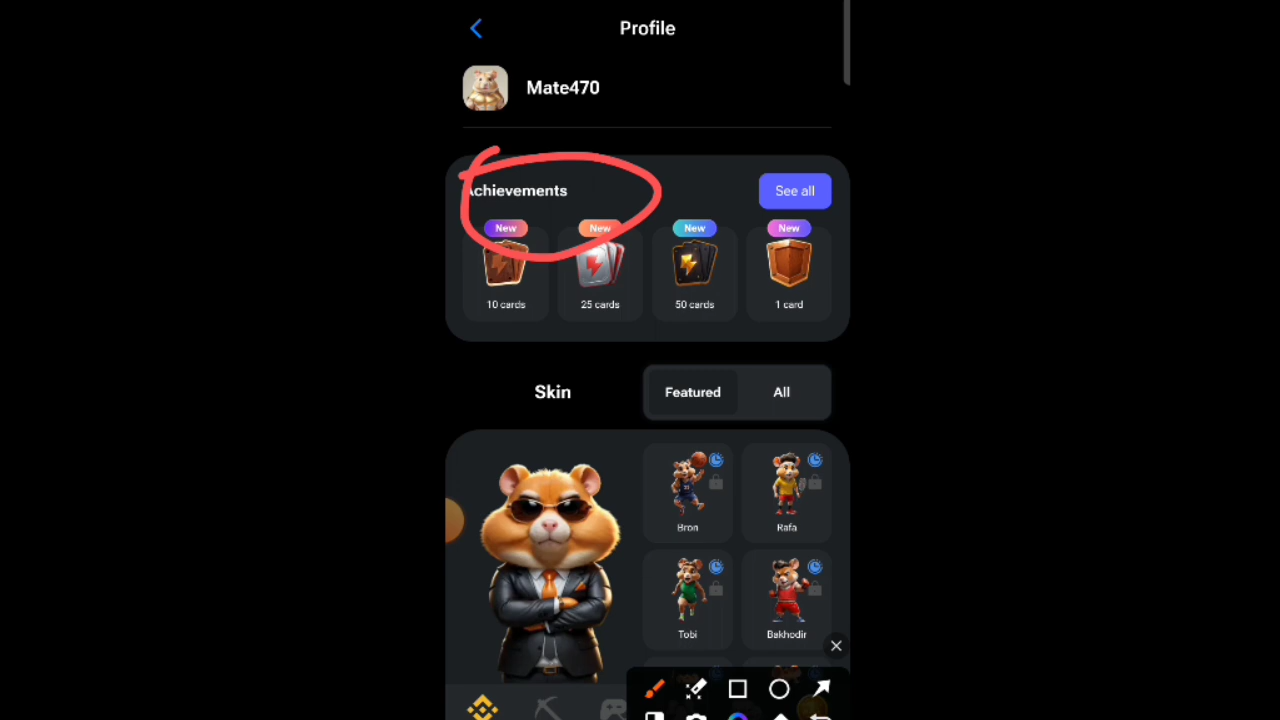 Profile
Mate470
Achievements
See all
New
New
New
New
10 cards
25 cards
50 cards
1 card
Skin
Featured
All
Bron
Rafa
Tobi
Bakhodir